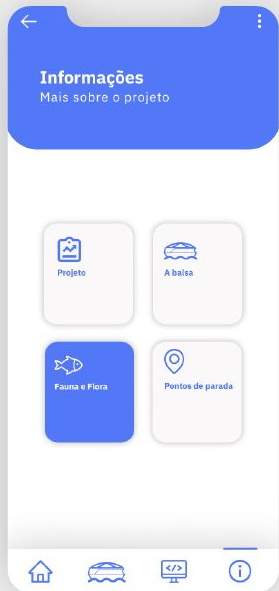 Informações
Mais sobre o projeto
Projeto
A balsa
Fauna e Flora
Pontos de parada